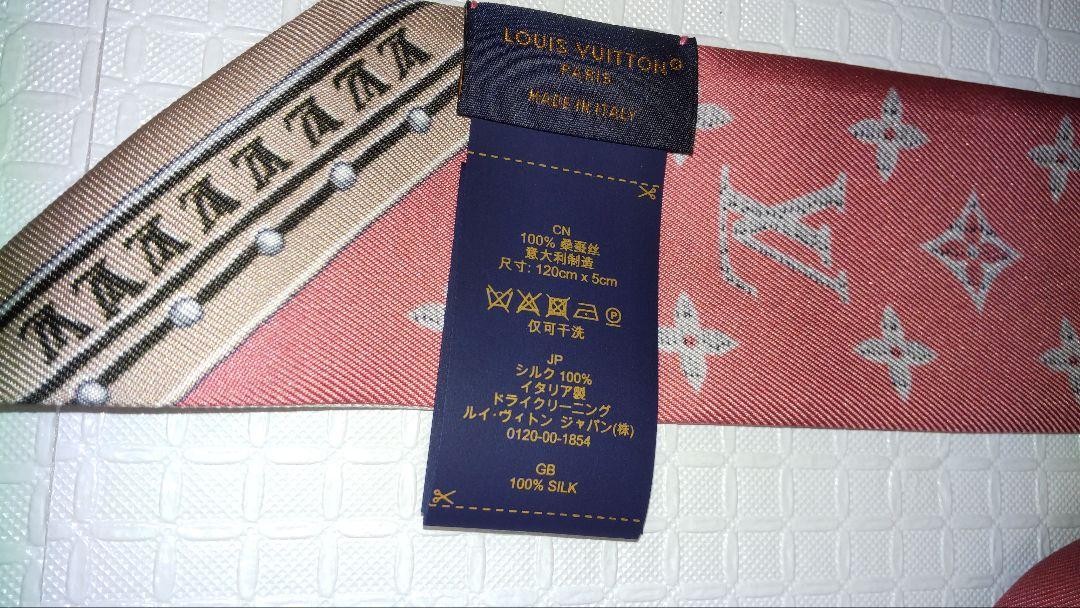 LOUIS VUITTON
PARIS
MADE IN ITALY
CN
100% 桑蚕丝
意大利制造
尺寸: 120cm x 5cm
P
仅可干洗
JP
シルク 100%
イタリア製
ドライクリーニング
ルイ・ヴィトン ジャパン(株)
0120-00-1854
GB
100% SILK